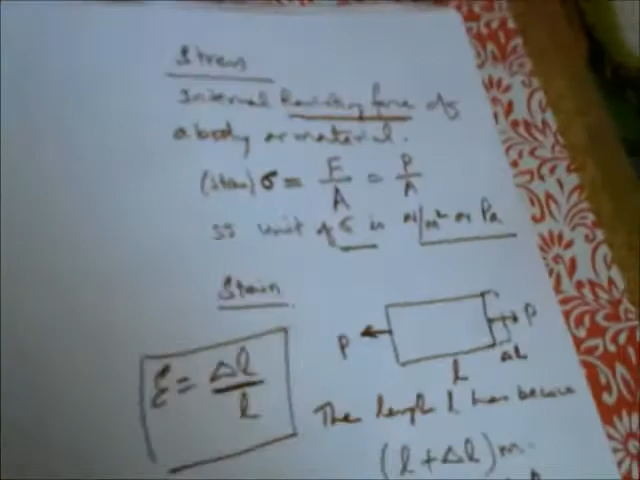 Stress
Internal Resisting force of
a body or material.
(stress) σ = F/A = P/A
SI unit of σ is N/m² or Pa
Strain
P P
l Δl
ε = Δl/l
The length l has become
(l + Δl) m.